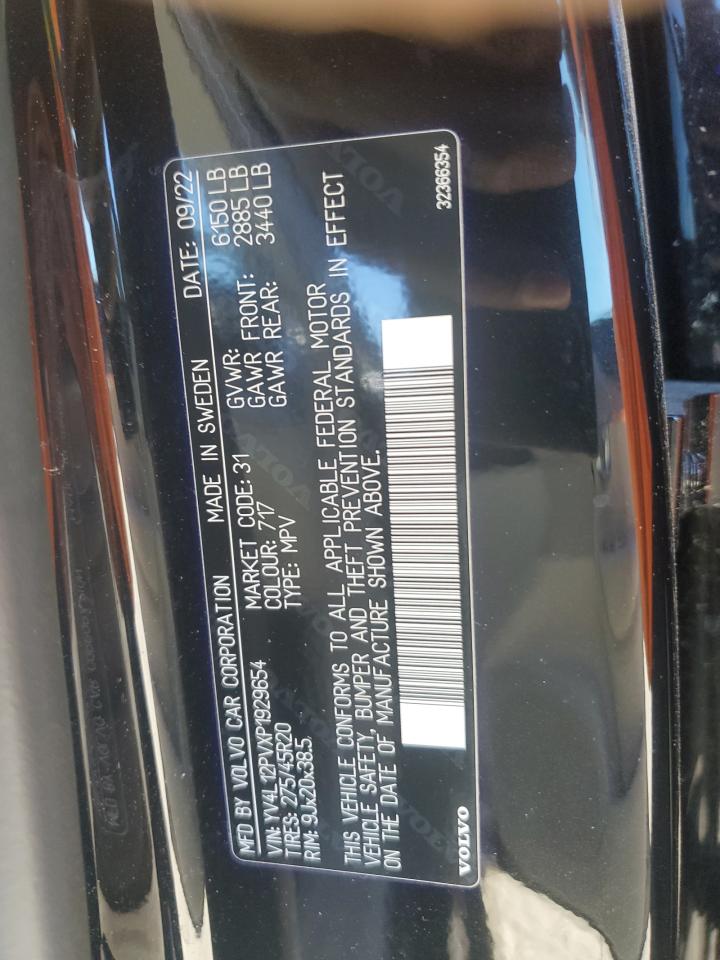 MFD BY VOLVO CAR CORPORATION MADE IN SWEDEN DATE: 09/22
VIN: YV4L12PVXP1929654 MARKET CODE: 31 GVWR: 6150 LB
TIRES: 275/45R20 COLOUR: 717 GAWR FRONT: 2885 LB
RIM: 9Jx20x38.5 TYPE: MPV GAWR REAR: 3440 LB
THIS VEHICLE CONFORMS TO ALL APPLICABLE FEDERAL MOTOR
VEHICLE SAFETY, BUMPER AND THEFT PREVENTION STANDARDS IN EFFECT
ON THE DATE OF MANUFACTURE SHOWN ABOVE.
VOLVO 32366354